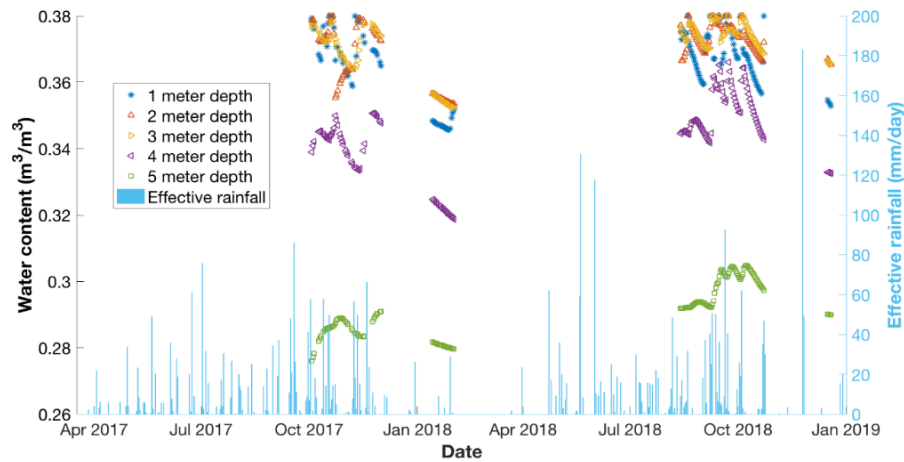 0.38
0.36
0.34
0.32
0.3
0.28
0.26
Water content (m³/m³)
1 meter depth
2 meter depth
3 meter depth
4 meter depth
5 meter depth
Effective rainfall
200
180
160
140
120
100
80
60
40
20
0
Effective rainfall (mm/day)
Apr 2017 Jul 2017 Oct 2017 Jan 2018 Apr 2018 Jul 2018 Oct 2018 Jan 2019
Date